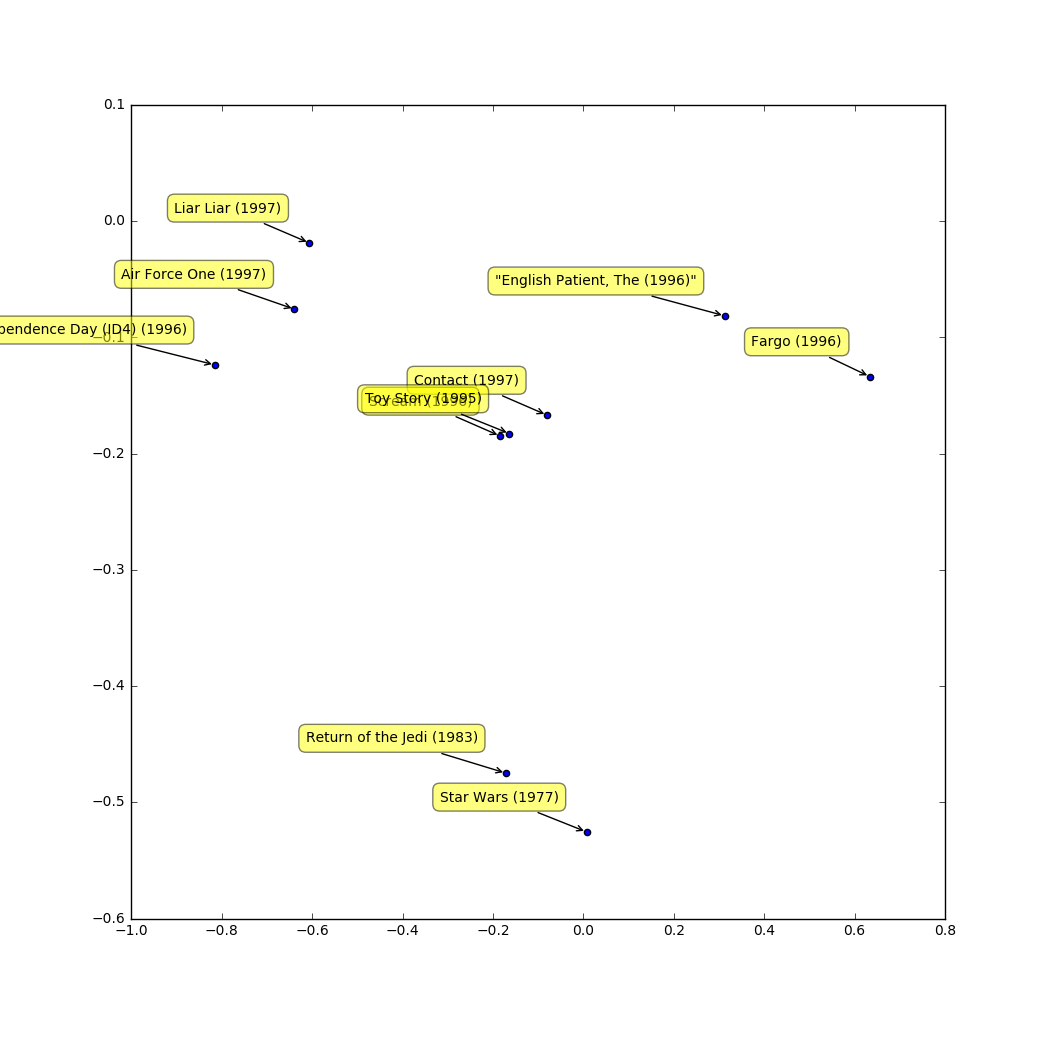 0.1
Liar Liar (1997)
0.0
Air Force One (1997)
"English Patient, The (1996)"
pendence Day (ID4) (1996)
−0.1
Fargo (1996)
Contact (1997)
Toy Story (1995)
Scream (1996)
−0.2
−0.3
−0.4
Return of the Jedi (1983)
Star Wars (1977)
−0.5
−0.6
−1.0 −0.8 −0.6 −0.4 −0.2 0.0 0.2 0.4 0.6 0.8